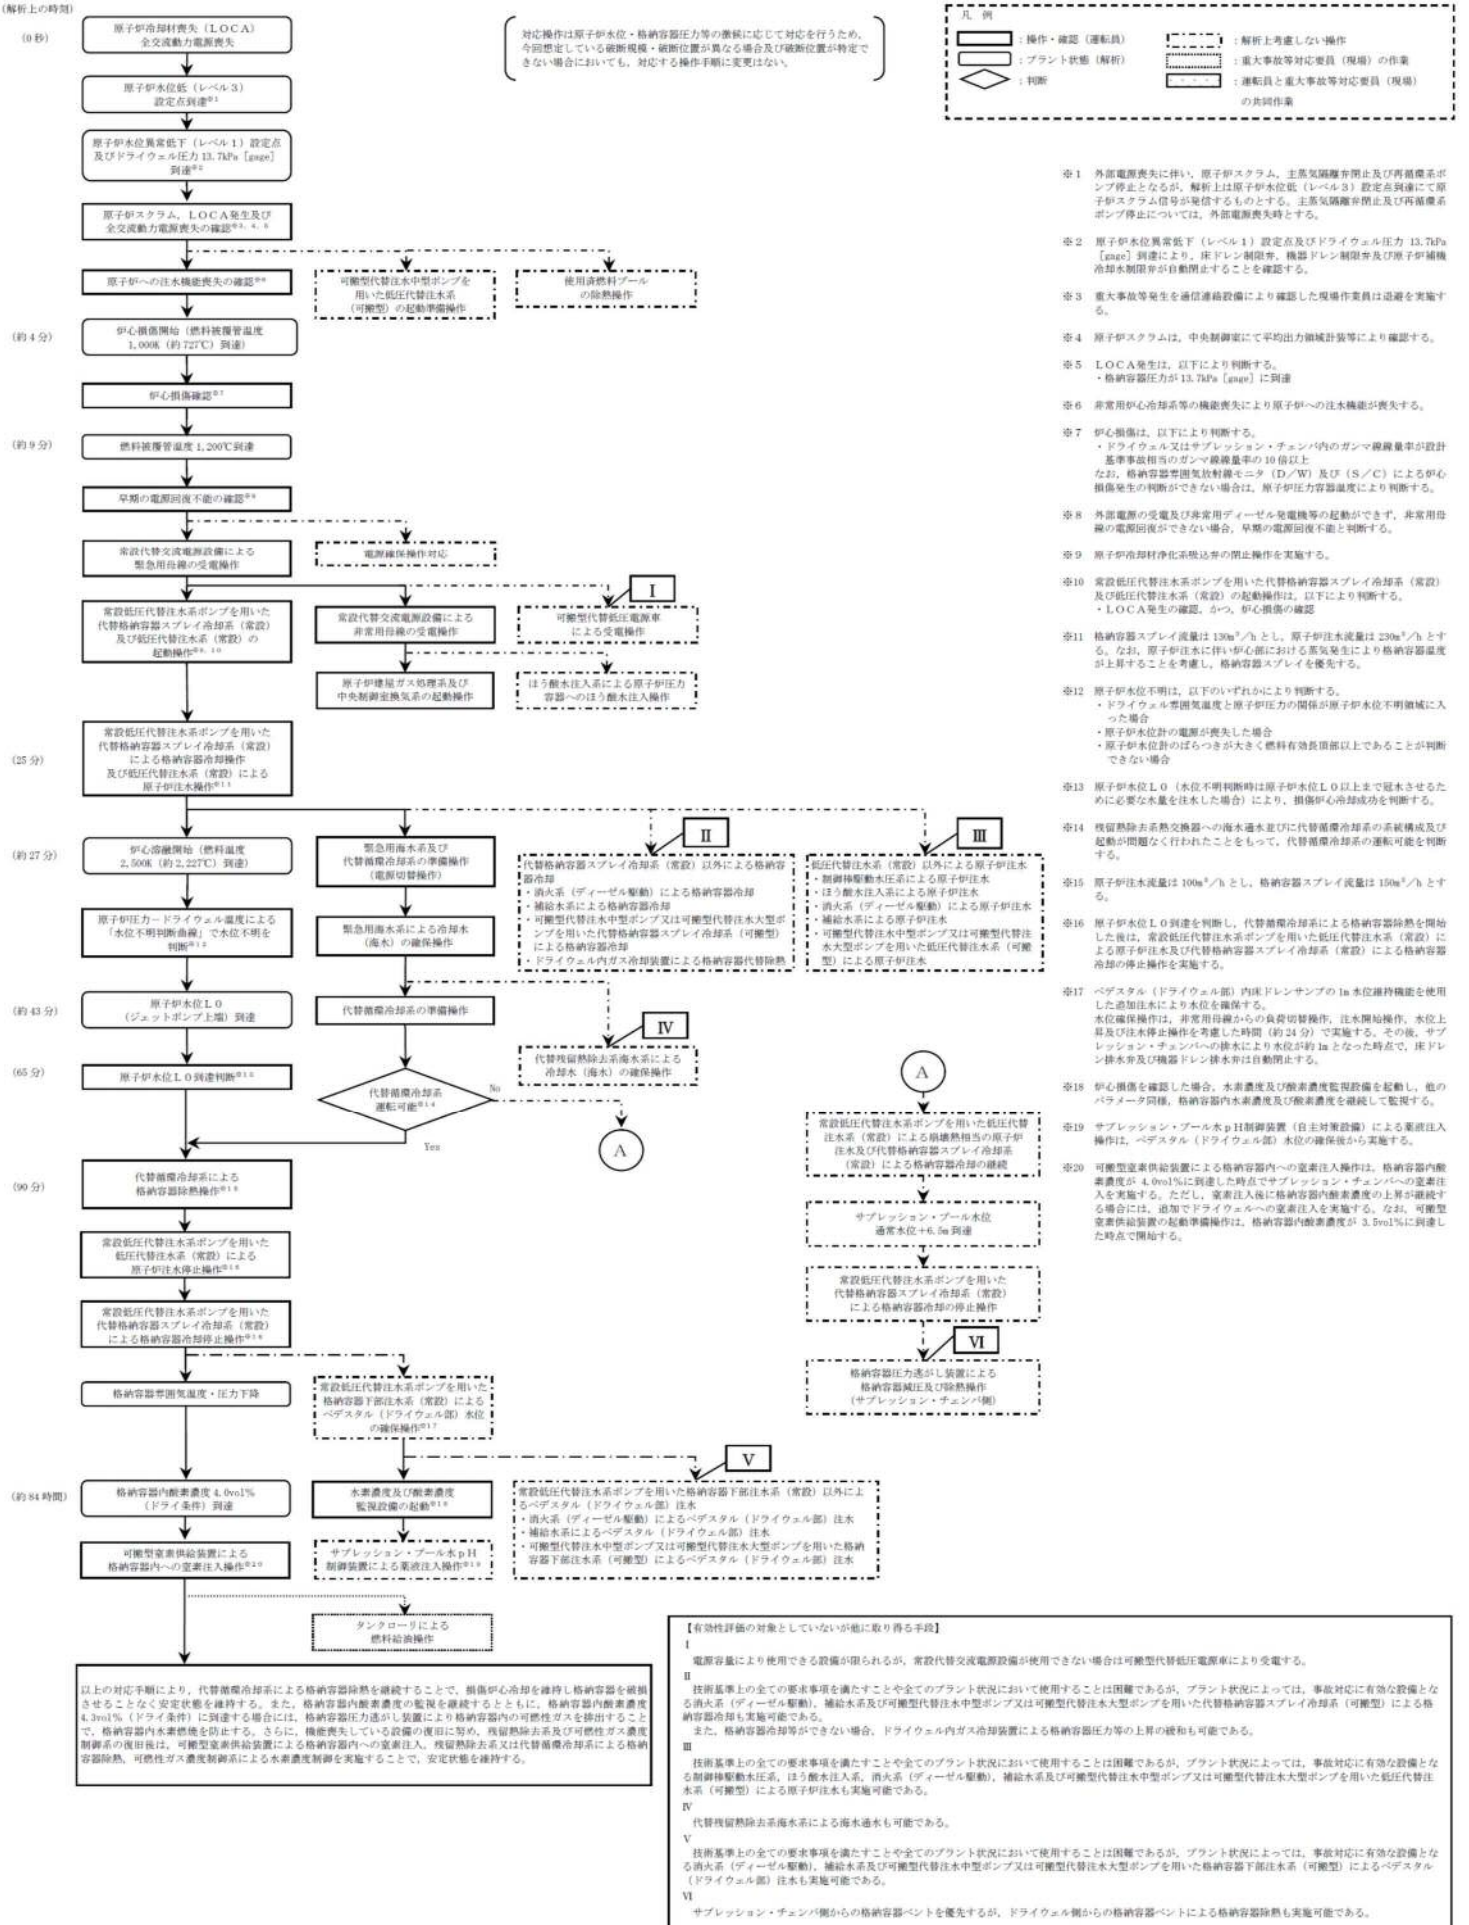 (解析上の時刻)
(0秒)
原子炉冷却材喪失（LOCA）
全交流動力電源喪失
原子炉水位低（レベル3）
設定点到達※1
原子炉水位異常低下（レベル1）設定点
及びドライウェル圧力 13.7kPa［gage］
到達※2
原子炉スクラム，LOCA発生及び
全交流動力電源喪失の確認※3，4，5
原子炉への注水機能喪失の確認※6
可搬型代替注水中型ポンプを
用いた低圧代替注水系
（可搬型）の起動準備操作
使用済燃料プール
の除熱操作
(約4分)
炉心損傷開始（燃料被覆管温度
1,000K（約727℃）到達）
炉心損傷確認※7
(約9分)
燃料被覆管温度 1,200℃到達
早期の電源回復不能の確認※8
常設代替交流電源設備による
緊急用母線の受電操作
電源確保操作対応
常設低圧代替注水系ポンプを用いた
代替格納容器スプレイ冷却系（常設）
及び低圧代替注水系（常設）の
起動操作※9，10
常設代替交流電源設備による
非常用母線の受電操作
Ⅰ
可搬型代替低圧電源車
による受電操作
原子炉建屋ガス処理系及び
中央制御室換気系の起動操作
ほう酸水注入系による原子炉圧力
容器へのほう酸水注入操作
(25分)
常設低圧代替注水系ポンプを用いた
代替格納容器スプレイ冷却系（常設）
による格納容器冷却操作
及び低圧代替注水系（常設）による
原子炉注水操作※11
(約27分)
炉心溶融開始（燃料温度
2,500K（約2,227℃）到達）
緊急用海水系及び
代替循環冷却系の準備操作
（電源切替操作）
Ⅱ
代替格納容器スプレイ冷却系（常設）以外による格納容
器冷却
・消火系（ディーゼル駆動）による格納容器冷却
・補給水系による格納容器冷却
・可搬型代替注水中型ポンプ又は可搬型代替注水大型ポ
ンプを用いた代替格納容器スプレイ冷却系（可搬型）
による格納容器冷却
・ドライウェル内ガス冷却装置による格納容器代替除熱
Ⅲ
低圧代替注水系（常設）以外による原子炉注水
・制御棒駆動水圧系による原子炉注水
・ほう酸水注入系による原子炉注水
・消火系（ディーゼル駆動）による原子炉注水
・補給水系による原子炉注水
・可搬型代替注水中型ポンプ又は可搬型代替注
水大型ポンプを用いた低圧代替注水系（可搬
型）による原子炉注水
原子炉圧力－ドライウェル温度による
「水位不明判断曲線」で水位不明を
判断※12
緊急用海水系による冷却水
（海水）の確保操作
(約43分)
原子炉水位L0
（ジェットポンプ上端）到達
代替循環冷却系の準備操作
Ⅳ
代替残留熱除去系海水系による
冷却水（海水）の確保操作
(65分)
原子炉水位L0到達判断※13
代替循環冷却系
運転可能※14
No
Yes
A
(90分)
代替循環冷却系による
格納容器除熱操作※15
常設低圧代替注水系ポンプを用いた
低圧代替注水系（常設）による
原子炉注水停止操作※16
常設低圧代替注水系ポンプを用いた
代替格納容器スプレイ冷却系（常設）
による格納容器冷却停止操作※16
格納容器雰囲気温度・圧力下降
常設低圧代替注水系ポンプを用いた
格納容器下部注水系（常設）による
ペデスタル（ドライウェル部）水位
の確保操作※17
(約84時間)
格納容器内酸素濃度 4.0vol%
（ドライ条件）到達
水素濃度及び酸素濃度
監視設備の起動※18
Ⅴ
常設低圧代替注水系ポンプを用いた格納容器下部注水系（常設）以外によ
るペデスタル（ドライウェル部）注水
・消火系（ディーゼル駆動）によるペデスタル（ドライウェル部）注水
・補給水系によるペデスタル（ドライウェル部）注水
・可搬型代替注水中型ポンプ又は可搬型代替注水大型ポンプを用いた格納
容器下部注水系（可搬型）によるペデスタル（ドライウェル部）注水
可搬型窒素供給装置による
格納容器内への窒素注入操作※20
サプレッション・プール水pH
制御装置による薬液注入操作※19
タンクローリによる
燃料給油操作
以上の対応手順により，代替循環冷却系による格納容器除熱を継続することで，損傷炉心冷却を維持し格納容器を破損
させることなく安定状態を維持する。また，格納容器内酸素濃度の監視を継続するとともに，格納容器内酸素濃度
4.3vol%（ドライ条件）に到達する場合には，格納容器圧力逃がし装置により格納容器内の可燃性ガスを排出すること
で，格納容器内水素燃焼を防止する。さらに，機能喪失している設備の復旧に努め，残留熱除去系及び可燃性ガス濃度
制御系の復旧後は，可搬型窒素供給装置による格納容器内への窒素注入，残留熱除去系又は代替循環冷却系による格納
容器除熱，可燃性ガス濃度制御系による水素濃度制御を実施することで，安定状態を維持する。
対応操作は原子炉水位・格納容器圧力等の徴候に応じて対応を行うため，
今回想定している破断規模・破断位置が異なる場合及び破断位置が特定で
きない場合においても，対応する操作手順に変更はない。
凡 例
：操作・確認（運転員）
：プラント状態（解析）
：判断
：解析上考慮しない操作
：重大事故等対応要員（現場）の作業
：運転員と重大事故等対応要員（現場）
の共同作業
※1 外部電源喪失に伴い，原子炉スクラム，主蒸気隔離弁閉止及び再循環系ポ
ンプ停止となるが，解析上は原子炉水位低（レベル3）設定点到達にて原
子炉スクラム信号が発信するものとする。主蒸気隔離弁閉止及び再循環系
ポンプ停止については，外部電源喪失時とする。
※2 原子炉水位異常低下（レベル1）設定点及びドライウェル圧力 13.7kPa
［gage］到達により，床ドレン制限弁，機器ドレン制限弁及び原子炉補機
冷却水制限弁が自動閉止することを確認する。
※3 重大事故等発生を通信連絡設備により確認した現場作業員は退避を実施す
る。
※4 原子炉スクラムは，中央制御室にて平均出力領域計装等により確認する。
※5 LOCA発生は，以下により判断する。
・格納容器圧力が 13.7kPa［gage］に到達
※6 非常用炉心冷却系等の機能喪失により原子炉への注水機能が喪失する。
※7 炉心損傷は，以下により判断する。
・ドライウェル又はサプレッション・チェンバ内のガンマ線線量率が設計
基準事故相当のガンマ線線量率の10倍以上
なお，格納容器雰囲気放射線モニタ（D／W）及び（S／C）による炉心
損傷発生の判断ができない場合は，原子炉圧力容器温度により判断する。
※8 外部電源の受電及び非常用ディーゼル発電機等の起動ができず，非常用母
線の電源回復ができない場合，早期の電源回復不能と判断する。
※9 原子炉冷却材浄化系吸込弁の閉止操作を実施する。
※10 常設低圧代替注水系ポンプを用いた代替格納容器スプレイ冷却系（常設）
及び低圧代替注水系（常設）の起動操作は，以下により判断する。
・LOCA発生の確認，かつ，炉心損傷の確認
※11 格納容器スプレイ流量は130m³／hとし，原子炉注水流量は230m³／hとす
る。なお，原子炉注水に伴い炉心部における蒸気発生により格納容器温度
が上昇することを考慮し，格納容器スプレイを優先する。
※12 原子炉水位不明は，以下のいずれかにより判断する。
・ドライウェル雰囲気温度と原子炉圧力の関係が原子炉水位不明領域に入
った場合
・原子炉水位計の電源が喪失した場合
・原子炉水位計のばらつきが大きく燃料有効長頂部以上であることが判断
できない場合
※13 原子炉水位L0（水位不明判断時は原子炉水位L0以上まで冠水させるた
めに必要な水量を注水した場合）により，損傷炉心冷却成功を判断する。
※14 残留熱除去系熱交換器への海水通水並びに代替循環冷却系の系統構成及び
起動が問題なく行われたことをもって，代替循環冷却系の運転可能を判断
する。
※15 原子炉注水流量は100m³／hとし，格納容器スプレイ流量は150m³／hとす
る。
※16 原子炉水位L0到達を判断し，代替循環冷却系による格納容器除熱を開始
した後は，常設低圧代替注水系ポンプを用いた低圧代替注水系（常設）に
よる原子炉注水及び代替格納容器スプレイ冷却系（常設）による格納容器
冷却の停止操作を実施する。
※17 ペデスタル（ドライウェル部）内床ドレンサンプの1m水位維持機能を使用
した追加注水により水位を確保する。
水位確保操作は，非常用母線からの負荷切替操作，注水開始操作，水位上
昇及び注水停止操作を考慮した時間（約24分）で実施する。その後，サプ
レッション・チェンバへの排水により水位が約1mとなった時点で，床ドレ
ン排水弁及び機器ドレン排水弁は自動閉止する。
※18 炉心損傷を確認した場合，水素濃度及び酸素濃度監視設備を起動し，他の
パラメータ同様，格納容器内水素濃度及び酸素濃度を継続して監視する。
※19 サプレッション・プール水pH制御装置（自主対策設備）による薬液注入
操作は，ペデスタル（ドライウェル部）水位の確保後から実施する。
※20 可搬型窒素供給装置による格納容器内への窒素注入操作は，格納容器内酸
素濃度が 4.0vol%に到達した時点でサプレッション・チェンバへの窒素注
入を実施する。ただし，窒素注入後に格納容器内酸素濃度の上昇が継続す
る場合には，追加でドライウェルへの窒素注入を実施する。なお，可搬型
窒素供給装置の起動準備操作は，格納容器内酸素濃度が 3.5vol%に到達し
た時点で開始する。
A
常設低圧代替注水系ポンプを用いた低圧代替
注水系（常設）による崩壊熱相当の原子炉
注水及び代替格納容器スプレイ冷却系
（常設）による格納容器冷却の継続
サプレッション・プール水位
通常水位＋6.5m到達
常設低圧代替注水系ポンプを用いた
代替格納容器スプレイ冷却系（常設）
による格納容器冷却の停止操作
Ⅵ
格納容器圧力逃がし装置による
格納容器減圧及び除熱操作
（サプレッション・チェンバ側）
【有効性評価の対象としていないが他に取り得る手段】
Ⅰ
電源容量により使用できる設備が限られるが，常設代替交流電源設備が使用できない場合は可搬型代替低圧電源車により受電する。
Ⅱ
技術基準上の全ての要求事項を満たすことや全てのプラント状況において使用することは困難であるが，プラント状況によっては，事故対応に有効な設備とな
る消火系（ディーゼル駆動），補給水系及び可搬型代替注水中型ポンプ又は可搬型代替注水大型ポンプを用いた代替格納容器スプレイ冷却系（可搬型）による格
納容器冷却も実施可能である。
また，格納容器冷却等ができない場合，ドライウェル内ガス冷却装置による格納容器圧力等の上昇の緩和も可能である。
Ⅲ
技術基準上の全ての要求事項を満たすことや全てのプラント状況において使用することは困難であるが，プラント状況によっては，事故対応に有効な設備とな
る制御棒駆動水圧系，ほう酸水注入系，消火系（ディーゼル駆動），補給水系及び可搬型代替注水中型ポンプ又は可搬型代替注水大型ポンプを用いた低圧代替注
水系（可搬型）による原子炉注水も実施可能である。
Ⅳ
代替残留熱除去系海水系による海水通水も可能である。
Ⅴ
技術基準上の全ての要求事項を満たすことや全てのプラント状況において使用することは困難であるが，プラント状況によっては，事故対応に有効な設備とな
る消火系（ディーゼル駆動），補給水系及び可搬型代替注水中型ポンプ又は可搬型代替注水大型ポンプを用いた格納容器下部注水系（可搬型）によるペデスタル
（ドライウェル部）注水も実施可能である。
Ⅵ
サプレッション・チェンバ側からの格納容器ベントを優先するが，ドライウェル側からの格納容器ベントによる格納容器除熱も実施可能である。